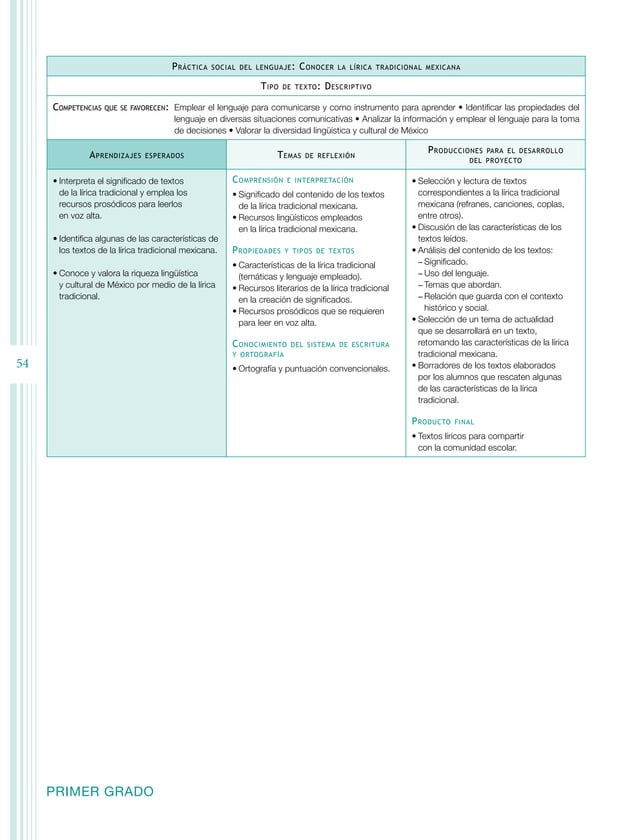 Práctica social del lenguaje: Conocer la lírica tradicional mexicana
Tipo de texto: Descriptivo
Competencias que se favorecen: Emplear el lenguaje para comunicarse y como instrumento para aprender • Identificar las propiedades del
lenguaje en diversas situaciones comunicativas • Analizar la información y emplear el lenguaje para la toma
de decisiones • Valorar la diversidad lingüística y cultural de México
Aprendizajes esperados
Temas de reflexión
Producciones para el desarrollo
del proyecto
• Interpreta el significado de textos
de la lírica tradicional y emplea los
recursos prosódicos para leerlos
en voz alta.
• Identifica algunas de las características de
los textos de la lírica tradicional mexicana.
• Conoce y valora la riqueza lingüística
y cultural de México por medio de la lírica
tradicional.
Comprensión e interpretación
• Significado del contenido de los textos
de la lírica tradicional mexicana.
• Recursos lingüísticos empleados
en la lírica tradicional mexicana.
Propiedades y tipos de textos
• Características de la lírica tradicional
(temáticas y lenguaje empleado).
• Recursos literarios de la lírica tradicional
en la creación de significados.
• Recursos prosódicos que se requieren
para leer en voz alta.
Conocimiento del sistema de escritura
y ortografía
• Ortografía y puntuación convencionales.
• Selección y lectura de textos
correspondientes a la lírica tradicional
mexicana (refranes, canciones, coplas,
entre otros).
• Discusión de las características de los
textos leídos.
• Análisis del contenido de los textos:
– Significado.
– Uso del lenguaje.
– Temas que abordan.
– Relación que guarda con el contexto
histórico y social.
• Selección de un tema de actualidad
que se desarrollará en un texto,
retomando las características de la lírica
tradicional mexicana.
• Borradores de los textos elaborados
por los alumnos que rescaten algunas
de las características de la lírica
tradicional.
Producto final
• Textos líricos para compartir
con la comunidad escolar.
54
PRIMER GRADO